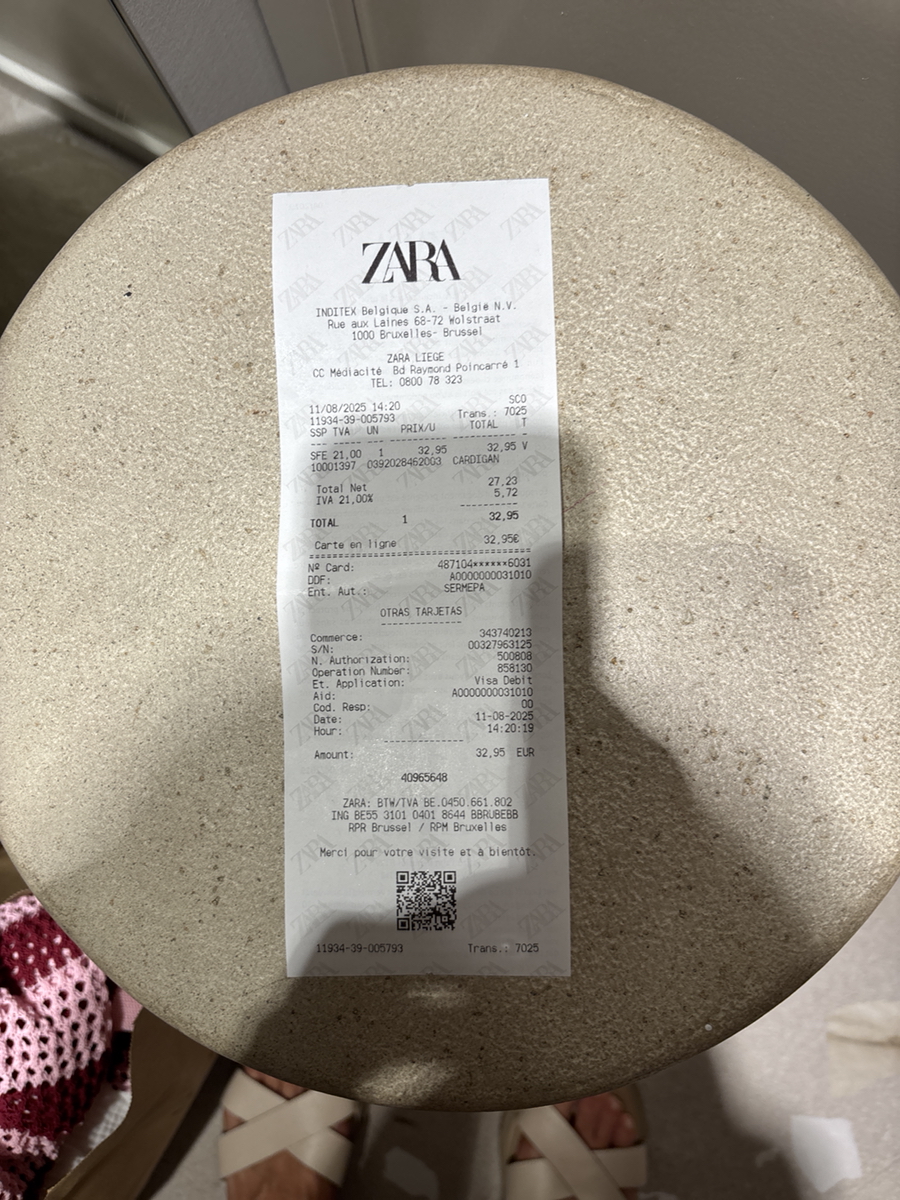 ZARA
INDITEX Belgique S.A. - België N.V.
Rue aux Laines 68-72 Wolstraat
1000 Bruxelles- Brussel
ZARA LIEGE
CC Médiacité Bd Raymond Poincarré 1
TEL: 0800 78 323
SCO
11/08/2025 14:20
11934-39-005793 Trans.: 7025
SSP TVA UN PRIX/U TOTAL T
SFE 21,00 1 32,95 32,95 V
10001397 0392028462003 CARDIGAN
Total Net 27,23
IVA 21,00% 5,72
TOTAL 1 32,95
Carte en ligne 32,95€
Nº Card: 487104******6031
DDF: A0000000031010
Ent. Aut.: SERMEPA
OTRAS TARJETAS
Commerce: 343740213
S/N: 00327963125
N. Authorization: 500808
Operation Number: 858130
Et. Application: Visa Debit
Aid: A0000000031010
Cod. Resp: 00
Date: 11-08-2025
Hour: 14:20:19
Amount: 32,95 EUR
40965648
ZARA: BTW/TVA BE.0450.661.802
ING BE55 3101 0401 8644 BBRUBEBB
RPR Brussel / RPM Bruxelles
Merci pour votre visite et à bientôt.
11934-39-005793 Trans.: 7025